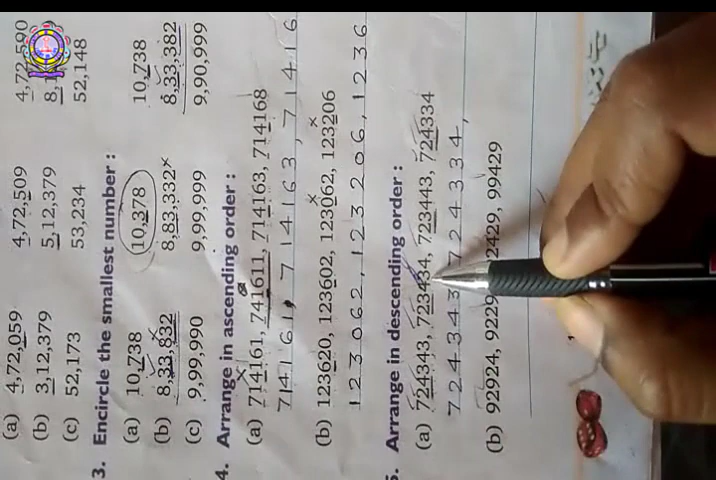 (a) 4,72,059 4,72,509 4,72,590
(b) 3,12,379 5,12,379
(c) 52,173 53,234 52,148
3. Encircle the smallest number :
(a) 10,738 10,378 10,738
(b) 8,33,832 8,83,332 8,33,382
(c) 9,99,990 9,99,999 9,90,999
4. Arrange in ascending order :
(a) 714161, 741611, 714163, 714168
714161, 714163, 71416
(b) 123620, 123602, 123062, 123206
123062, 123206, 1236
5. Arrange in descending order :
(a) 724343, 723434, 723443, 724334
724343 724334,
(b) 92924, 9229 2429, 99429